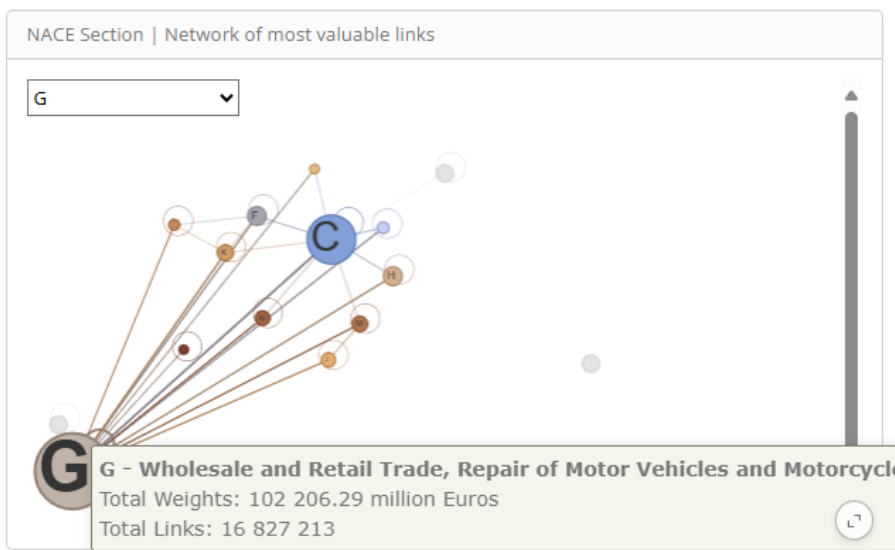 NACE Section | Network of most valuable links
G
F
C
K
H
N
M
J
G
G - Wholesale and Retail Trade, Repair of Motor Vehicles and Motorcycle
Total Weights: 102 206.29 million Euros
Total Links: 16 827 213